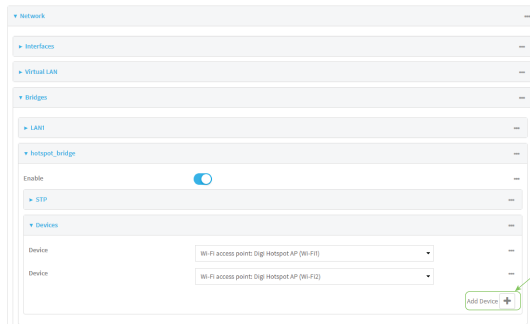 Network
Interfaces
Virtual LAN
Bridges
LAN1
hotspot_bridge
Enable
STP
Devices
Device Wi-Fi access point: Digi Hotspot AP (Wi-Fi1)
Device Wi-Fi access point: Digi Hotspot AP (Wi-Fi2)
Add Device